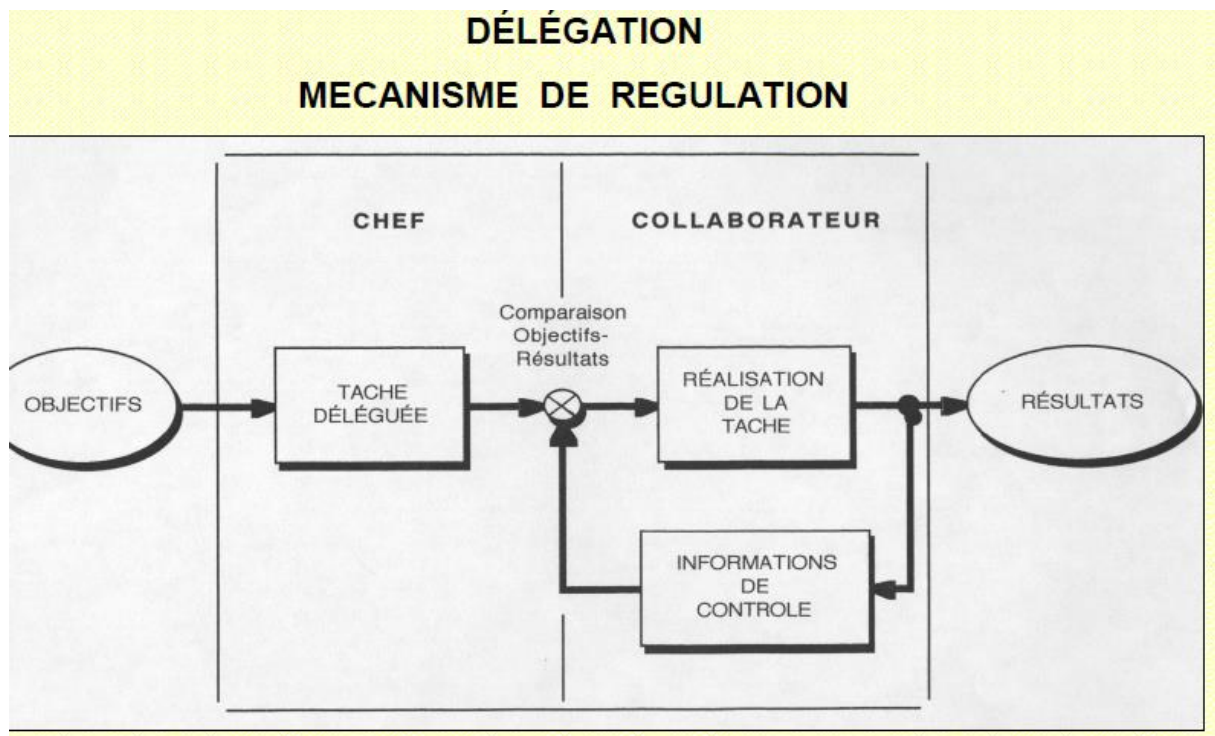 DÉLÉGATION
MECANISME DE REGULATION
CHEF
COLLABORATEUR
Comparaison
Objectifs-
Résultats
OBJECTIFS
TACHE
DÉLÉGUÉE
RÉALISATION
DE LA
TACHE
RÉSULTATS
INFORMATIONS
DE
CONTROLE